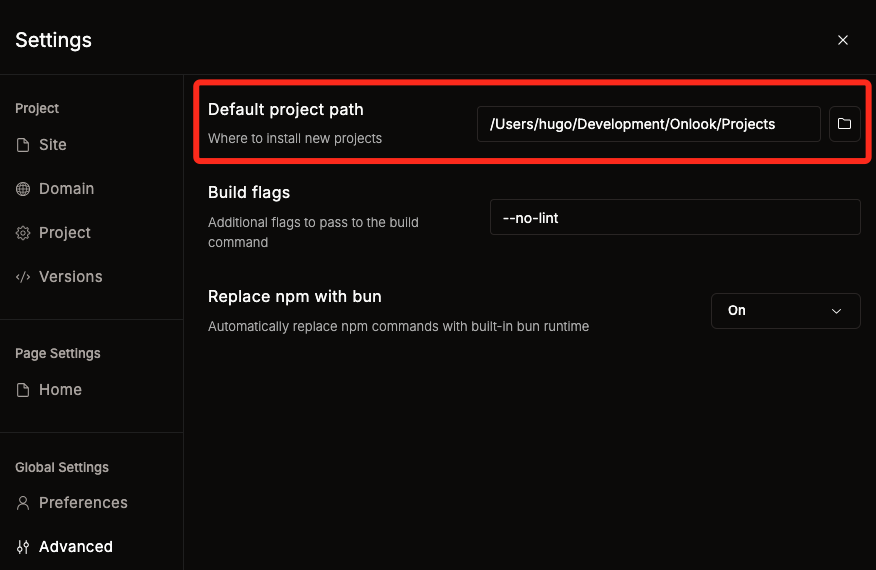 Settings
Project
Site
Domain
Project
Versions
Page Settings
Home
Global Settings
Preferences
Advanced
Default project path
Where to install new projects
/Users/hugo/Development/Onlook/Projects
Build flags
Additional flags to pass to the build
command
--no-lint
Replace npm with bun
Automatically replace npm commands with built-in bun runtime
On